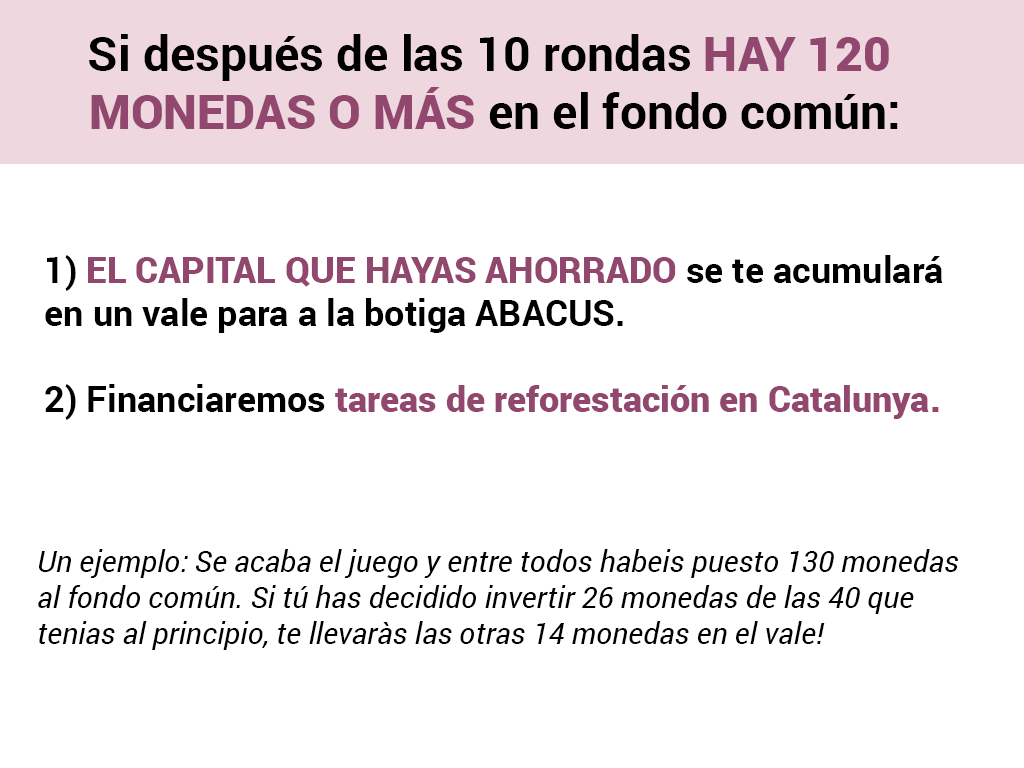 Si después de las 10 rondas HAY 120
MONEDAS O MÁS en el fondo común:
1) EL CAPITAL QUE HAYAS AHORRADO se te acumulará
en un vale para a la botiga ABACUS.
2) Financiaremos tareas de reforestación en Catalunya.
Un ejemplo: Se acaba el juego y entre todos habeis puesto 130 monedas
al fondo común. Si tú has decidido invertir 26 monedas de las 40 que
tenias al principio, te llevaràs las otras 14 monedas en el vale!